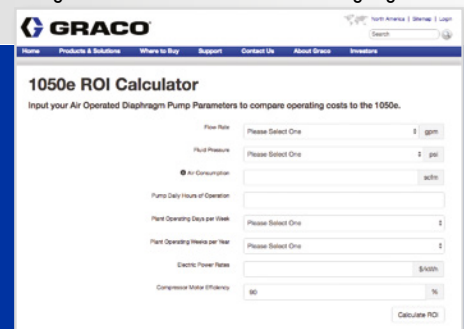 GRACO
North America | Sitemap | Login
Search
Home Products & Solutions Where to Buy Support Contact Us About Graco Investors
1050e ROI Calculator
Input your Air Operated Diaphragm Pump Parameters to compare operating costs to the 1050e.
Flow Rate Please Select One gpm
Fluid Pressure Please Select One psi
Air Consumption scfm
Pump Daily Hours of Operation
Plant Operating Days per Week Please Select One
Plant Operating Weeks per Year Please Select One
Electric Power Rates $/kWh
Compressor Motor Efficiency 90 %
Calculate ROI